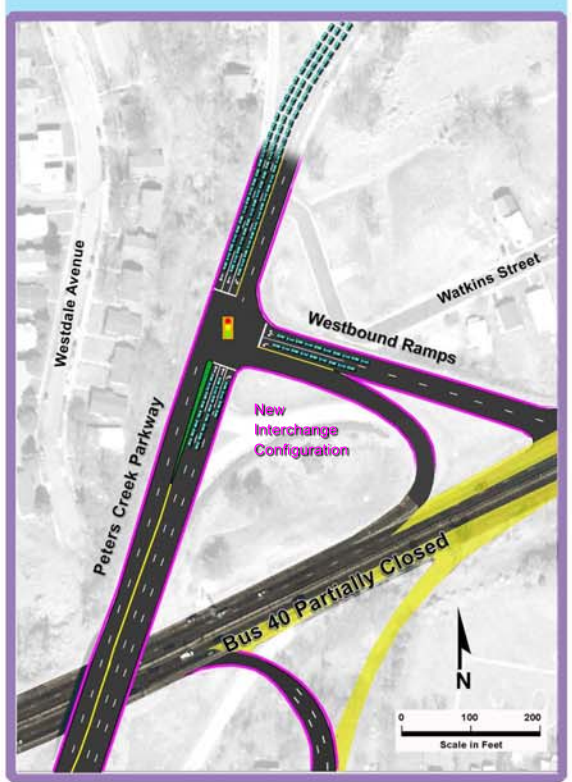 Westdale Avenue
Watkins Street
Westbound Ramps
New
Interchange
Configuration
Peters Creek Parkway
Bus 40 Partially Closed
N
0 100 200
Scale in Feet